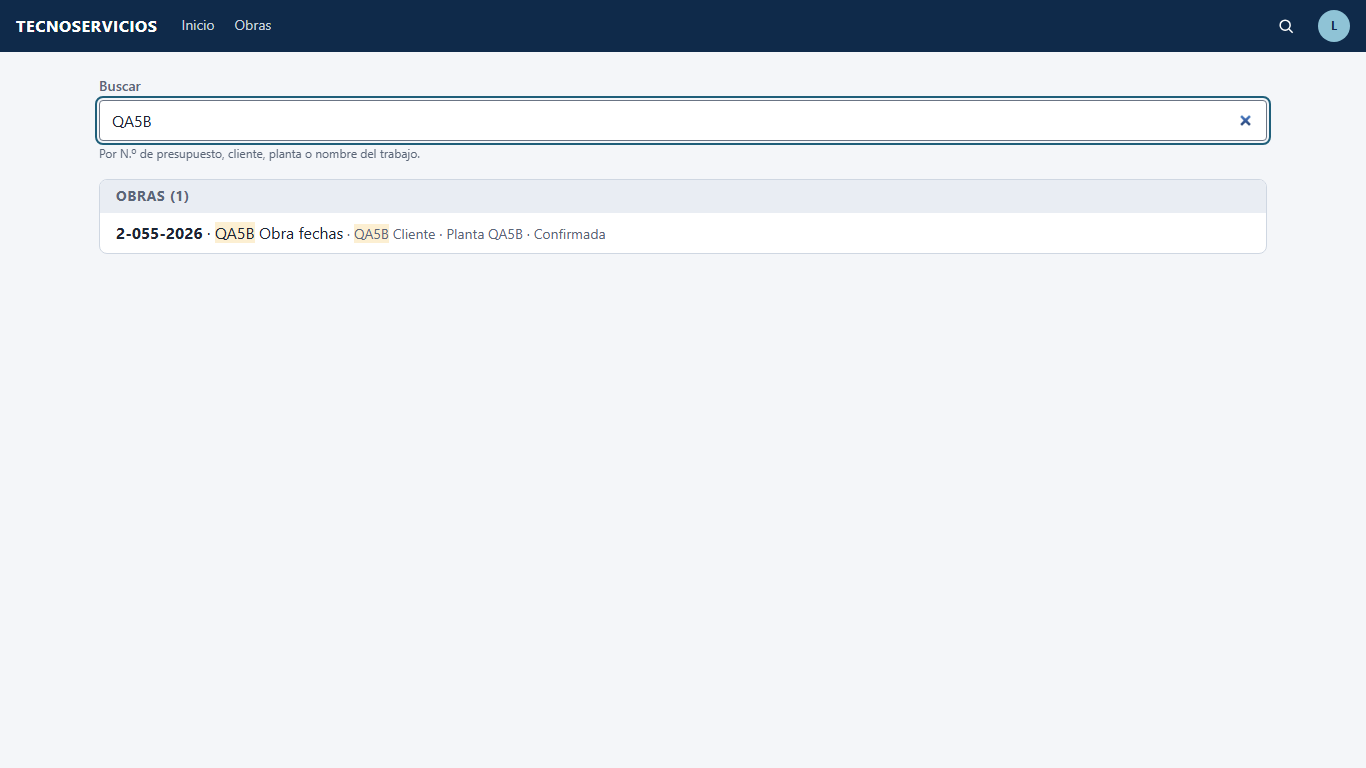 TECNOSERVICIOS Inicio Obras L
Buscar
QA5B
Por N.º de presupuesto, cliente, planta o nombre del trabajo.
OBRAS (1)
2-055-2026 · QA5B Obra fechas · QA5B Cliente · Planta QA5B · Confirmada